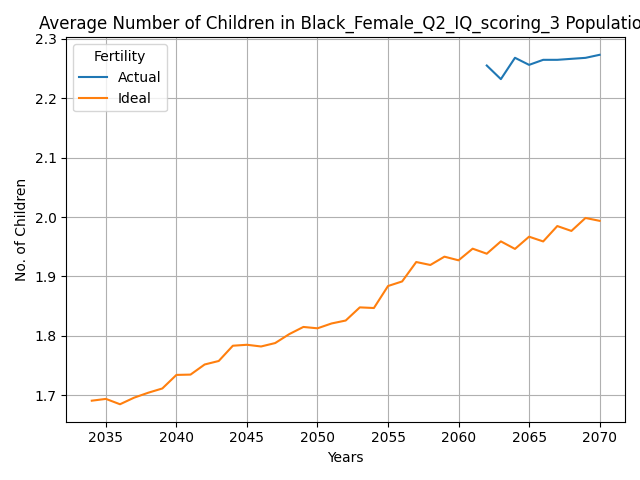 Average Number of Children in Black_Female_Q2_IQ_scoring_3 Populatio
2.3
2.2
2.1
2.0
1.9
1.8
1.7
No. of Children
Fertility
Actual
Ideal
2035 2040 2045 2050 2055 2060 2065 2070
Years